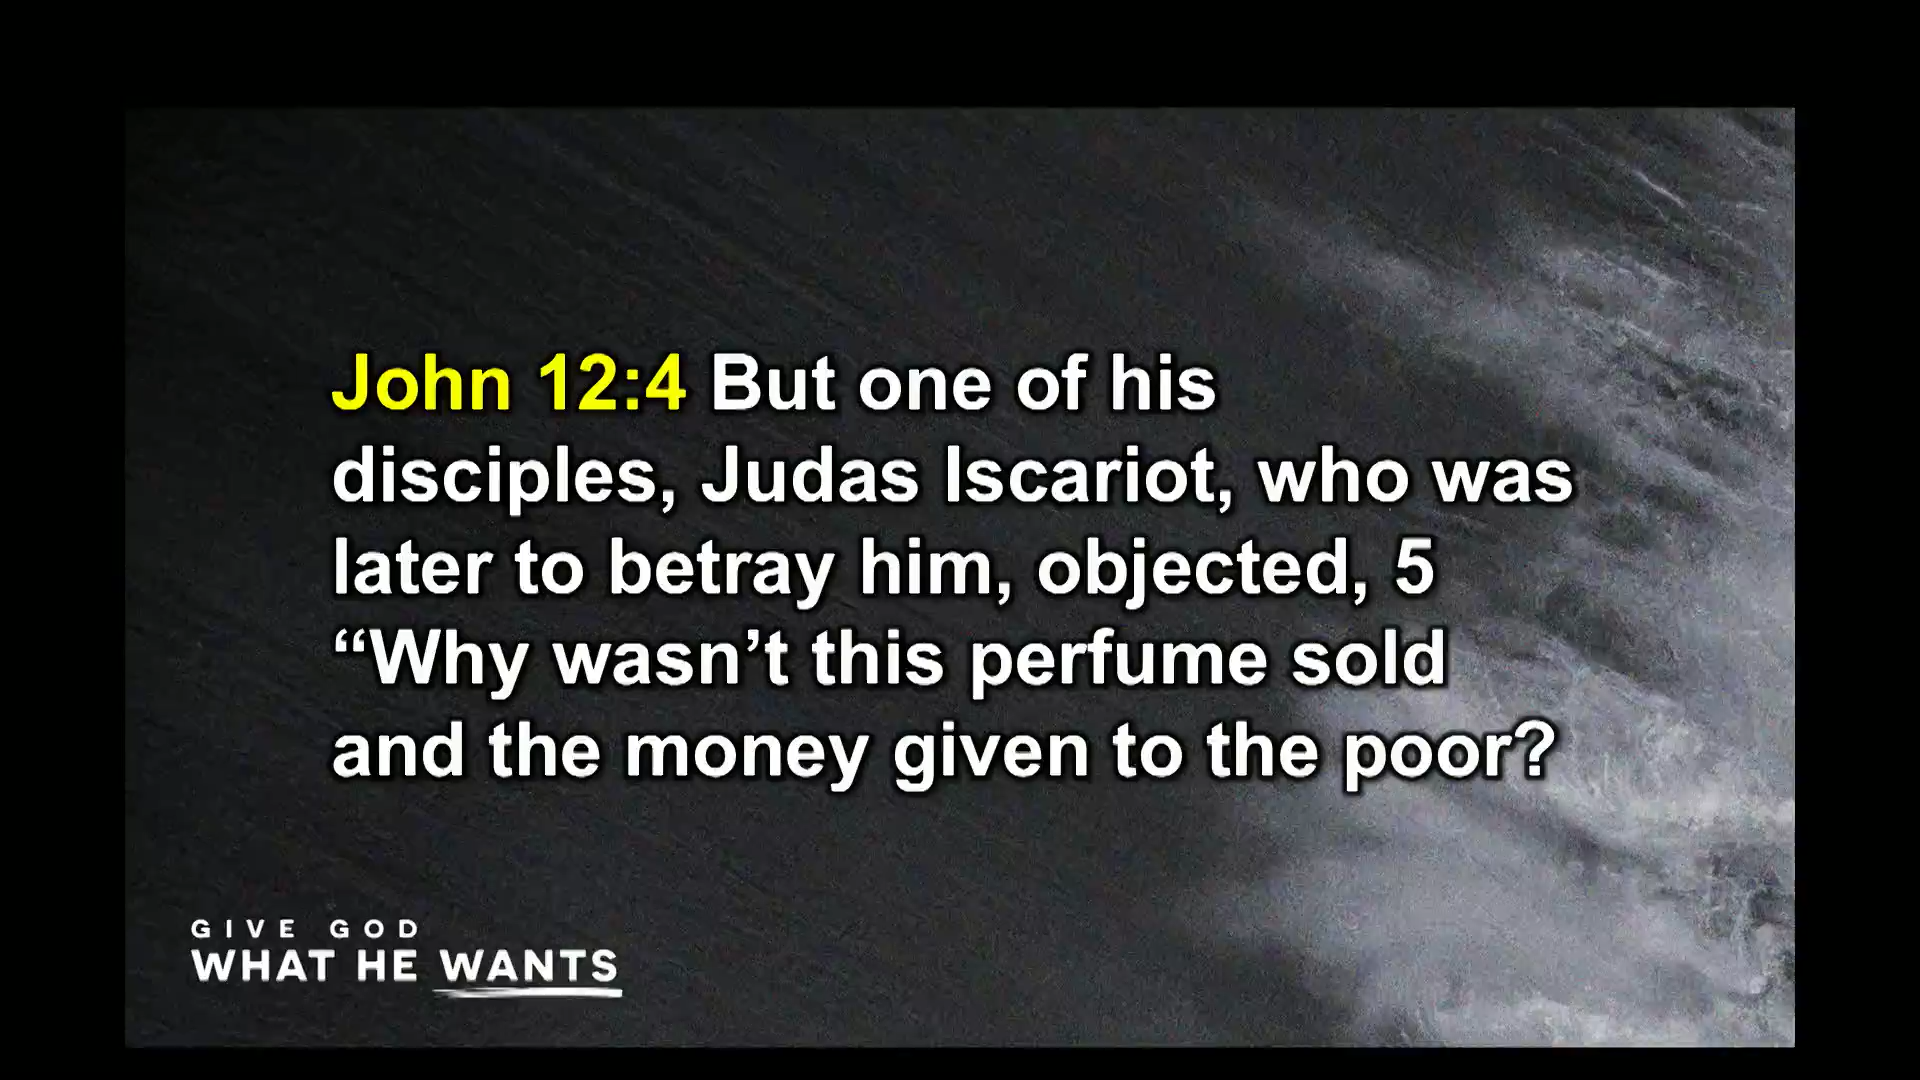 John 12:4 But one of his
disciples, Judas Iscariot, who was
later to betray him, objected, 5
“Why wasn’t this perfume sold
and the money given to the poor?
GIVE GOD
WHAT HE WANTS